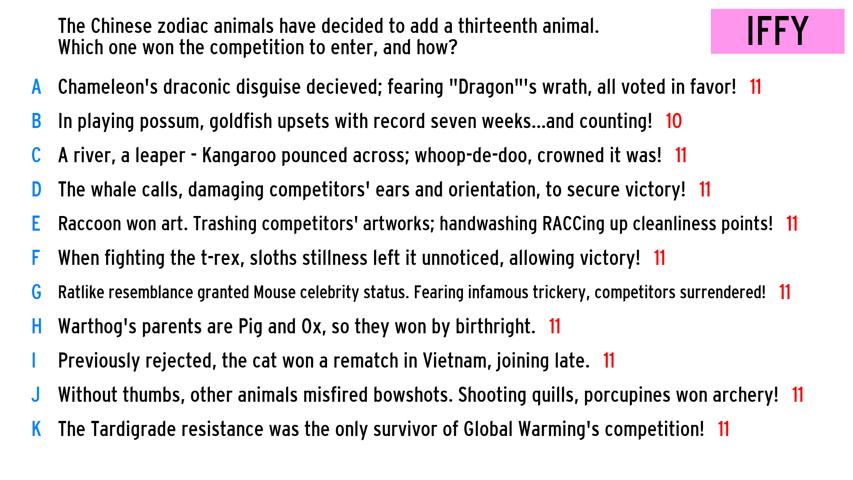 The Chinese zodiac animals have decided to add a thirteenth animal.
Which one won the competition to enter, and how?
IFFY
A Chameleon's draconic disguise decieved; fearing "Dragon"'s wrath, all voted in favor! 11
B In playing possum, goldfish upsets with record seven weeks...and counting! 10
C A river, a leaper - Kangaroo pounced across; whoop-de-doo, crowned it was! 11
D The whale calls, damaging competitors' ears and orientation, to secure victory! 11
E Raccoon won art. Trashing competitors' artworks; handwashing RACCing up cleanliness points! 11
F When fighting the t-rex, sloths stillness left it unnoticed, allowing victory! 11
G Ratlike resemblance granted Mouse celebrity status. Fearing infamous trickery, competitors surrendered! 11
H Warthog's parents are Pig and Ox, so they won by birthright. 11
I Previously rejected, the cat won a rematch in Vietnam, joining late. 11
J Without thumbs, other animals misfired bowshots. Shooting quills, porcupines won archery! 11
K The Tardigrade resistance was the only survivor of Global Warming's competition! 11